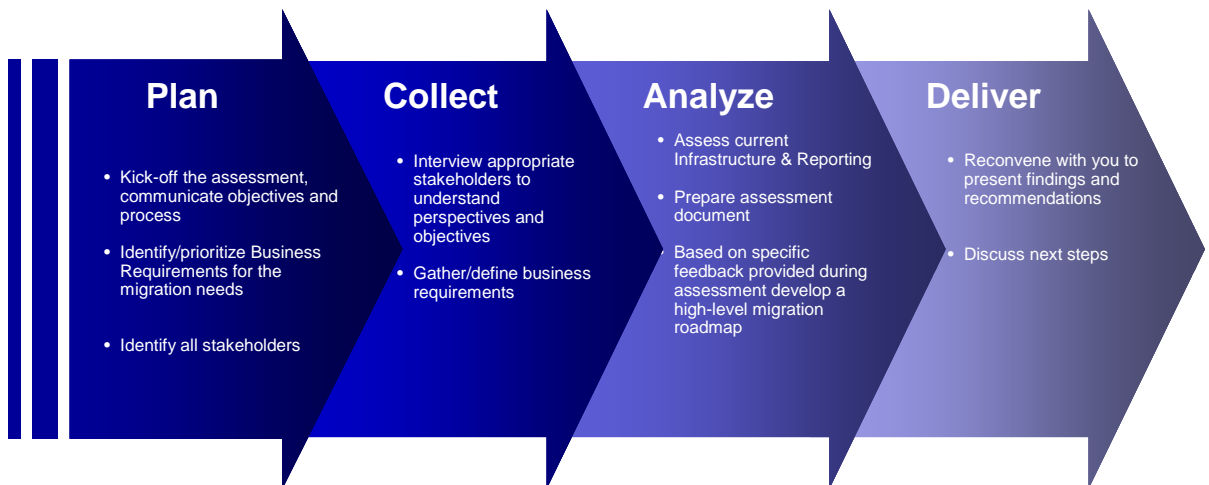 Plan
• Kick-off the assessment,
communicate objectives and
process
• Identify/prioritize Business
Requirements for the
migration needs
• Identify all stakeholders
Collect
• Interview appropriate
stakeholders to
understand
perspectives and
objectives
• Gather/define business
requirements
Analyze
• Assess current
Infrastructure & Reporting
• Prepare assessment
document
• Based on specific
feedback provided during
assessment develop a
high-level migration
roadmap
Deliver
• Reconvene with you to
present findings and
recommendations
• Discuss next steps